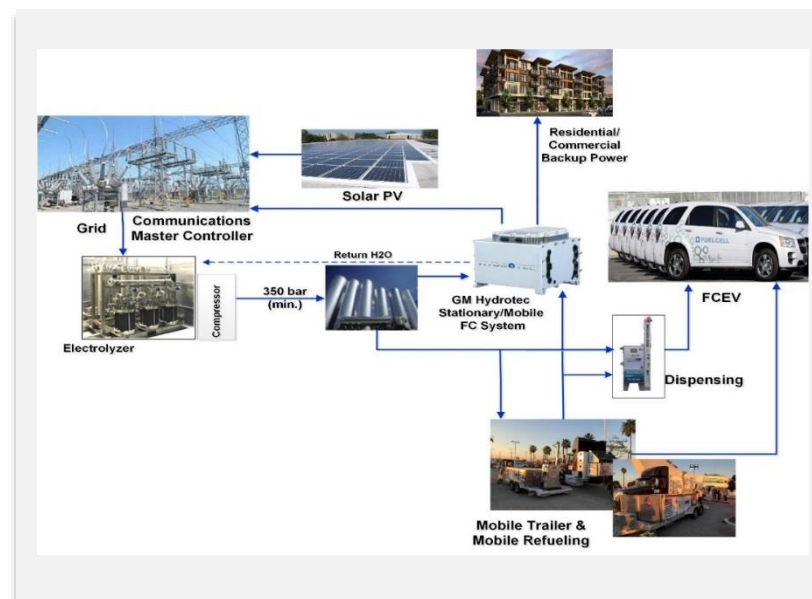 Residential/
Commercial
Backup Power
Solar PV
Grid
Communications
Master Controller
Return H2O
350 bar
(min.)
Compressor
Electrolyzer
GM Hydrotec
Stationary/Mobile
FC System
FUELCELL
FCEV
Dispensing
Mobile Trailer &
Mobile Refueling